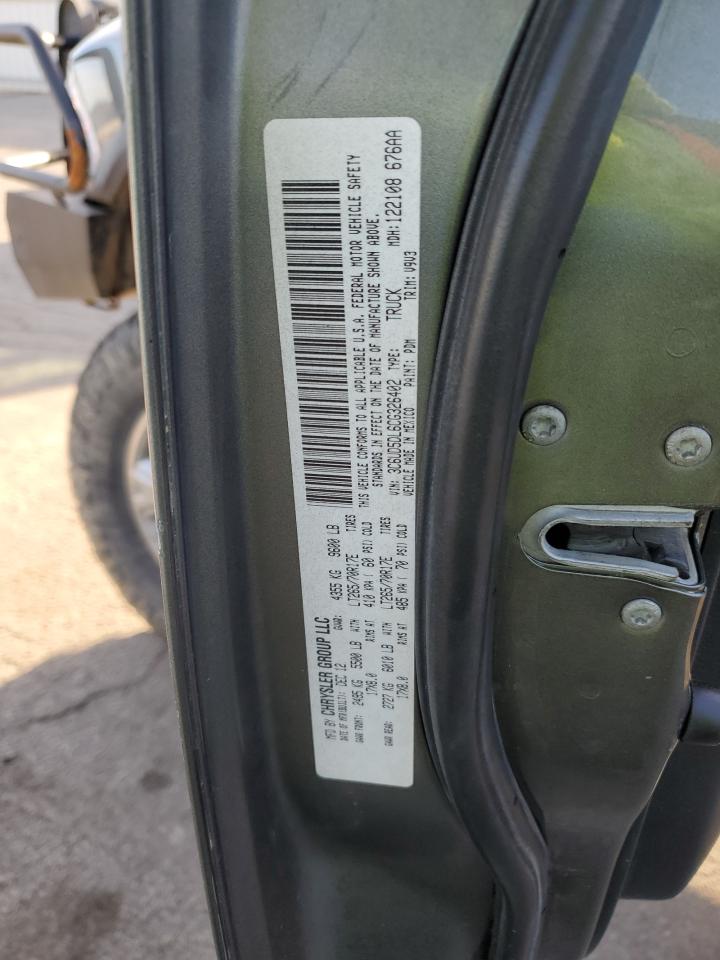 MFD BY CHRYSLER GROUP LLC
DATE OF MFR(BUILT): DEC 12 GVWR: 4355 KG 9600 LB
GAWR FRONT: 2495 KG 5500 LB WITH LT265/70R17E TIRES
17X8.0 RIMS AT 410 KPA ( 60 PSI) COLD
GAWR REAR: 2727 KG 6010 LB WITH LT265/70R17E TIRES
17X8.0 RIMS AT 485 KPA ( 70 PSI) COLD
THIS VEHICLE CONFORMS TO ALL APPLICABLE U.S.A. FEDERAL MOTOR VEHICLE SAFETY
STANDARDS IN EFFECT ON THE DATE OF MANUFACTURE SHOWN ABOVE.
VIN: 3C6UD5DL6CG326402 TYPE: TRUCK MDH: 122108 676AA
VEHICLE MADE IN MEXICO PAINT: PDM TRIM: V9V3